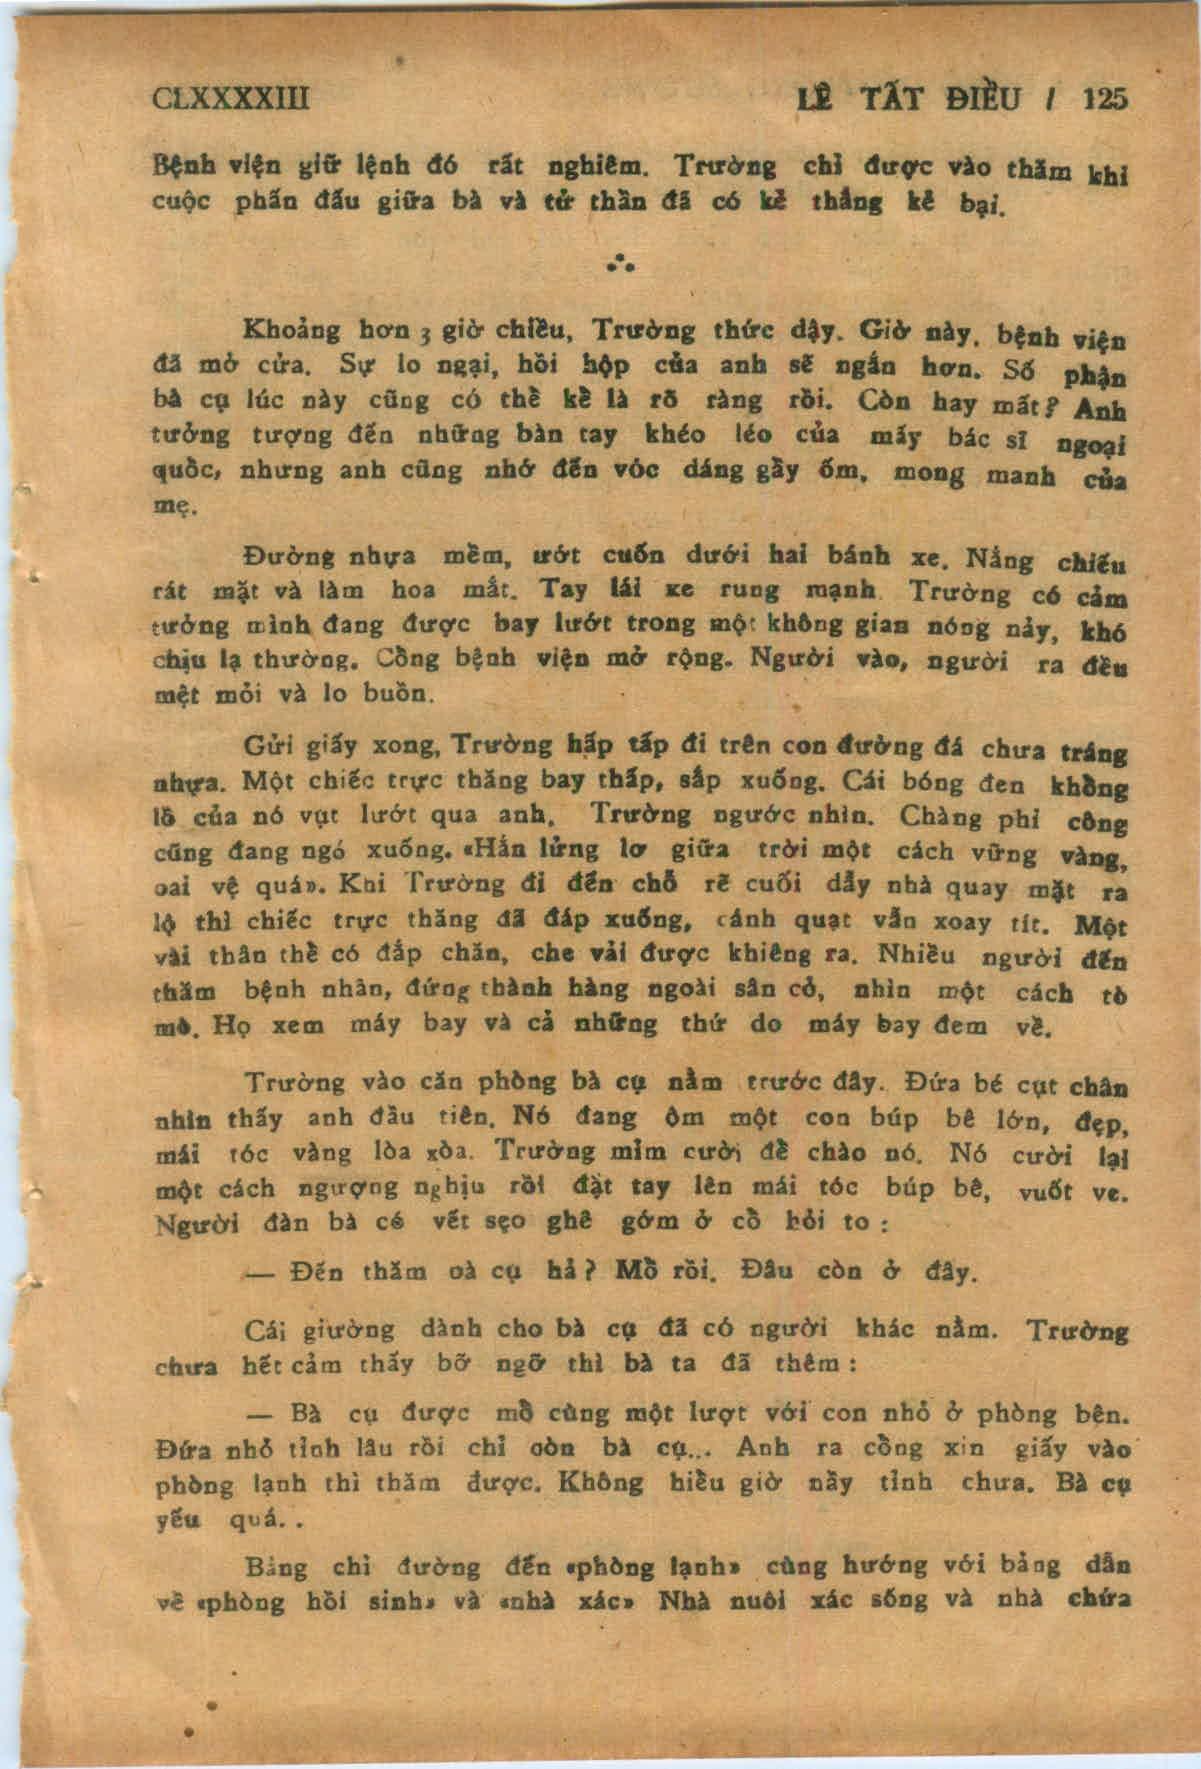 CLXXXXIII LÊ TẤT ĐIỀU / 125
Bệnh viện giữ lệnh đó rất nghiêm. Trường chỉ được vào thăm khi
cuộc phấn đấu giữa bà và tử thần đã có kẻ thắng kẻ bại.
Khoảng hơn 3 giờ chiều, Trường thức dậy. Giờ này, bệnh viện
đã mở cửa. Sự lo ngại, hồi hộp của anh sẽ ngắn hơn. Số phận
bà cụ lúc này cũng có thể kể là rõ ràng rồi. Còn hay mất? Anh
tưởng tượng đến những bàn tay khéo léo của mấy bác sĩ ngoại
quốc, nhưng anh cũng nhớ đến vóc dáng gầy ốm, mong manh của
mẹ.
Đường nhựa mềm, ướt cuốn dưới hai bánh xe. Nắng chiếu
rát mặt và làm hoa mắt. Tay lái xe rung mạnh. Trường có cảm
tưởng mình đang được bay lướt trong một không gian nóng nảy, khó
chịu lạ thường. Cổng bệnh viện mở rộng. Người vào, người ra đều
mệt mỏi và lo buồn.
Gửi giấy xong, Trường hấp tấp đi trên con đường đá chưa tráng
nhựa. Một chiếc trực thăng bay thấp, sắp xuống. Cái bóng đen khồng
lồ của nó vụt lướt qua anh. Trường ngước nhìn. Chàng phi công
cũng đang ngó xuống. «Hắn lửng lơ giữa trời một cách vững vàng,
oai vệ quá». Khi Trường đi đến chỗ rẽ cuối dẫy nhà quay mặt ra
lộ thì chiếc trực thăng đã đáp xuống, cánh quạt vẫn xoay tít. Một
vài thân thể có đắp chăn, che vải được khiêng ra. Nhiều người đến
thăm bệnh nhân, đứng thành hàng ngoài sân cỏ, nhìn một cách tò
mò. Họ xem máy bay và cả những thứ do máy bay đem về.
Trường vào căn phòng bà cụ nằm trước đây. Đứa bé cụt chân
nhìn thấy anh đầu tiên. Nó đang ôm một con búp bê lớn, đẹp,
mái tóc vàng lòa xòa. Trường mỉm cười để chào nó. Nó cười lại
một cách ngượng nghịu rồi đặt tay lên mái tóc búp bê, vuốt ve.
Người đàn bà có vết sẹo ghê gớm ở cổ hỏi to :
— Đến thăm bà cụ hả? Mổ rồi. Đâu còn ở đây.
Cái giường dành cho bà cụ đã có người khác nằm. Trường
chưa hết cảm thấy bỡ ngỡ thì bà ta đã thêm :
— Bà cụ được mổ cùng một lượt với con nhỏ ở phòng bên.
Đứa nhỏ tỉnh lâu rồi chỉ còn bà cụ... Anh ra cổng xin giấy vào
phòng lạnh thì thăm được. Không hiểu giờ nầy tỉnh chưa. Bà cụ
yếu quá. .
Bảng chỉ đường đến «phòng lạnh» cùng hướng với bảng dẫn
về «phòng hồi sinh» và «nhà xác» Nhà nuôi xác sống và nhà chứa